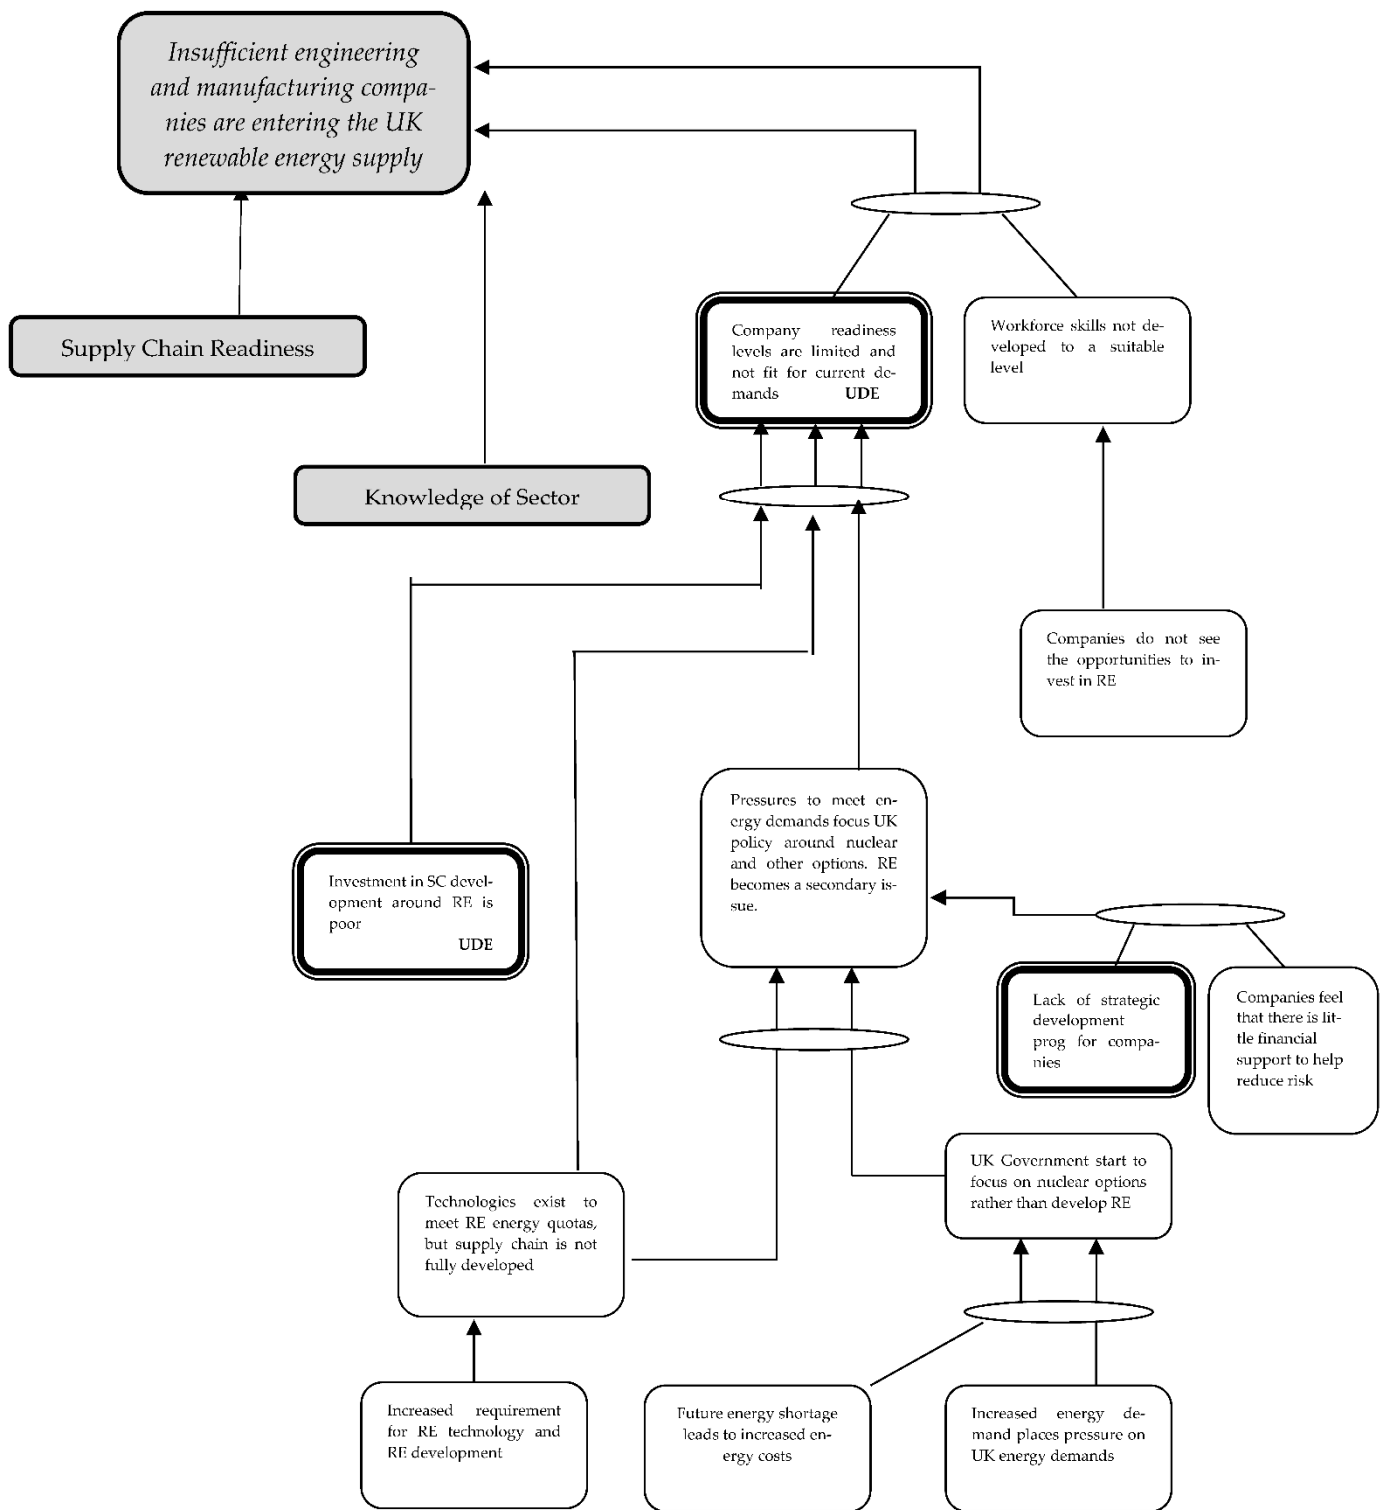 Insufficient engineering
and manufacturing compa-
nies are entering the UK
renewable energy supply
Supply Chain Readiness
Knowledge of Sector
Company readiness
levels are limited and
not fit for current de-
mands UDE
Workforce skills not de-
veloped to a suitable
level
Companies do not see
the opportunities to in-
vest in RE
Pressures to meet en-
ergy demands focus UK
policy around nuclear
and other options. RE
becomes a secondary is-
sue.
Investment in SC devel-
opment around RE is
poor
UDE
Lack of strategic
development
prog for compa-
nies
Companies feel
that there is lit-
tle financial
support to help
reduce risk
UK Government start to
focus on nuclear options
rather than develop RE
Technologies exist to
meet RE energy quotas,
but supply chain is not
fully developed
Increased requirement
for RE technology and
RE development
Future energy shortage
leads to increased en-
ergy costs
Increased energy de-
mand places pressure on
UK energy demands